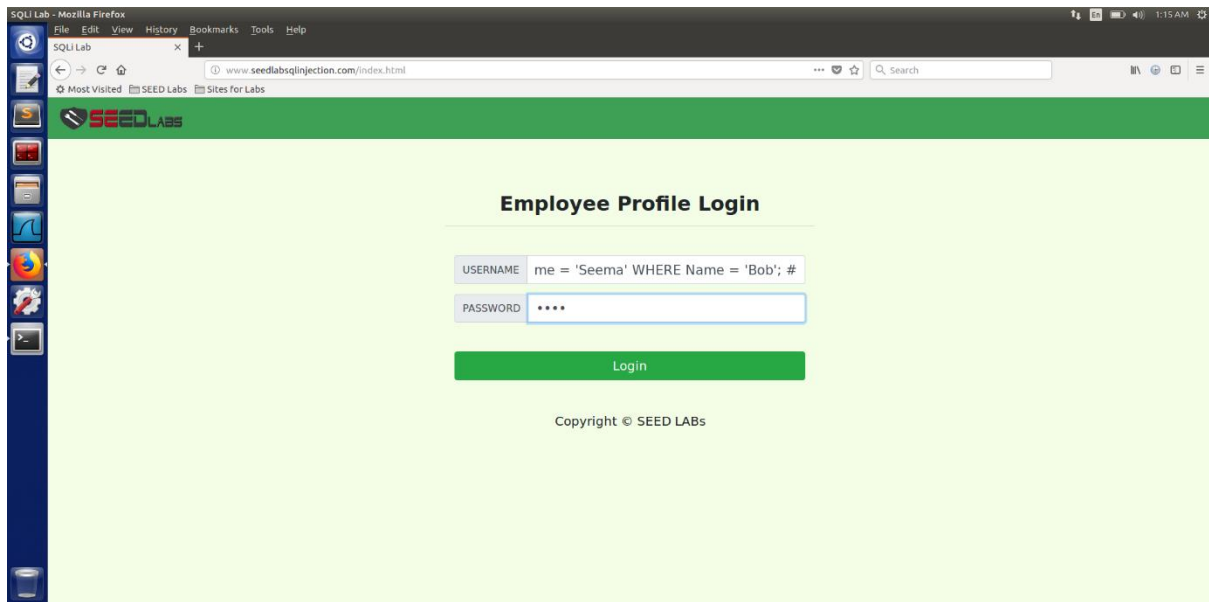 SQLi Lab - Mozilla Firefox
En 1:15 AM
File Edit View History Bookmarks Tools Help
SQLi Lab
www.seedlabsqlinjection.com/index.html
Search
Most Visited SEED Labs Sites for Labs
SEEDLABS
Employee Profile Login
USERNAME me = 'Seema' WHERE Name = 'Bob'; #
PASSWORD ••••
Login
Copyright © SEED LABs